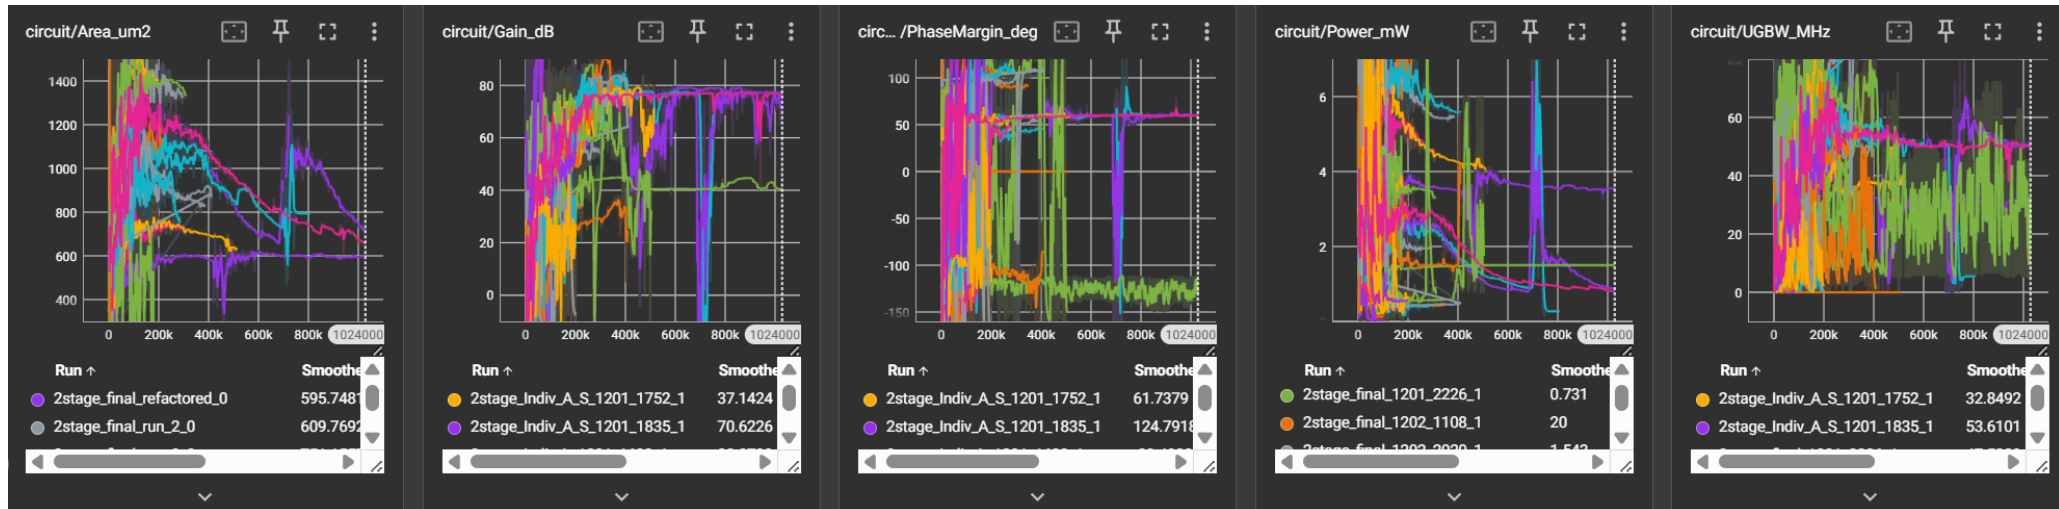 circuit/Area_um2
1400
1200
1000
800
600
400
0 200k 400k 600k 800k 1024000
Run ↑ Smoothe
2stage_final_refactored_0 595.7481
2stage_final_run_2_0 609.7692
circuit/Gain_dB
80
60
40
20
0
0 200k 400k 600k 800k 1024000
Run ↑ Smoothe
2stage_Indiv_A_S_1201_1752_1 37.1424
2stage_Indiv_A_S_1201_1835_1 70.6226
circ... /PhaseMargin_deg
100
50
0
-50
-100
-150
0 200k 400k 600k 800k 1024000
Run ↑ Smoothe
2stage_Indiv_A_S_1201_1752_1 61.7379
2stage_Indiv_A_S_1201_1835_1 124.7918
circuit/Power_mW
6
4
2
0 200k 400k 600k 800k 1024000
Run ↑ Smoothe
2stage_final_1201_2226_1 0.731
2stage_final_1202_1108_1 20
circuit/UGBW_MHz
80
60
40
20
0
0 200k 400k 600k 800k 1024000
Run ↑ Smoothe
2stage_Indiv_A_S_1201_1752_1 32.8492
2stage_Indiv_A_S_1201_1835_1 53.6101